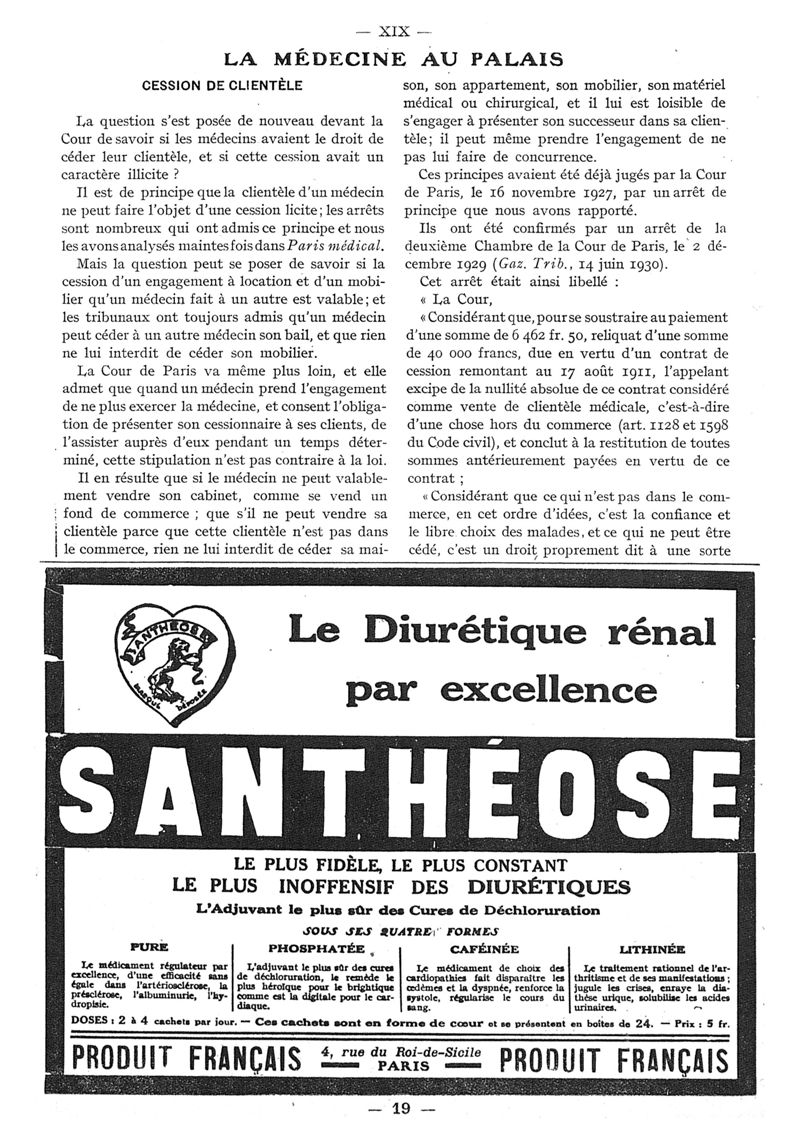 — XIX —
LA MÉDECINE AU PALAIS
CESSION DE CLIENTÈLE
La question s'est posée de nouveau devant la
Cour de savoir si les médecins avaient le droit de
céder leur clientèle, et si cette cession avait un
caractère illicite ?
Il est de principe que la clientèle d'un médecin
ne peut faire l'objet d'une cession licite ; les arrêts
sont nombreux qui ont admis ce principe et nous
les avons analysés maintes fois dans Paris médical.
Mais la question peut se poser de savoir si la
cession d'un engagement à location et d'un mobi-
lier qu'un médecin fait à un autre est valable ; et
les tribunaux ont toujours admis qu'un médecin
peut céder à un autre médecin son bail, et que rien
ne lui interdit de céder son mobilier.
La Cour de Paris va même plus loin, et elle
admet que quand un médecin prend l'engagement
de ne plus exercer la médecine, et consent l'obliga-
tion de présenter son cessionnaire à ses clients, de
l'assister auprès d'eux pendant un temps déter-
miné, cette stipulation n'est pas contraire à la loi.
Il en résulte que si le médecin ne peut valable-
ment vendre son cabinet, comme se vend un
fond de commerce ; que s'il ne peut vendre sa
clientèle parce que cette clientèle n'est pas dans
le commerce, rien ne lui interdit de céder sa mai-
son, son appartement, son mobilier, son matériel
médical ou chirurgical, et il lui est loisible de
s'engager à présenter son successeur dans sa clien-
tèle ; il peut même prendre l'engagement de ne
pas lui faire de concurrence.
Ces principes avaient été déjà jugés par la Cour
de Paris, le 16 novembre 1927, par un arrêt de
principe que nous avons rapporté.
Ils ont été confirmés par un arrêt de la
deuxième Chambre de la Cour de Paris, le 2 dé-
cembre 1929 (Gaz. Trib., 14 juin 1930).
Cet arrêt était ainsi libellé :
« La Cour,
« Considérant que, pour se soustraire au paiement
d'une somme de 6 462 fr. 50, reliquat d'une somme
de 40 000 francs, due en vertu d'un contrat de
cession remontant au 17 août 1911, l'appelant
excipe de la nullité absolue de ce contrat considéré
comme vente de clientèle médicale, c'est-à-dire
d'une chose hors du commerce (art. 1128 et 1598
du Code civil), et conclut à la restitution de toutes
sommes antérieurement payées en vertu de ce
contrat ;
« Considérant que ce qui n'est pas dans le com-
merce, en cet ordre d'idées, c'est la confiance et
le libre choix des malades, et ce qui ne peut être
cédé, c'est un droit proprement dit à une sorte
SANTHÉOSE
MARQUE DÉPOSÉE
Le Diurétique rénal
par excellence
SANTHÉOSE
LE PLUS FIDÈLE, LE PLUS CONSTANT
LE PLUS INOFFENSIF DES DIURÉTIQUES
L'Adjuvant le plus sûr des Cures de Déchloruration
SOUS SES QUATRE FORMES
PURE
Le médicament régulateur par
excellence, d'une efficacité sans
égale dans l'artériosclérose, la
présclérose, l'albuminurie, l'hy-
dropisie.
PHOSPHATÉE
L'adjuvant le plus sûr des cures
de déchloruration, le remède le
plus héroïque pour le brightique
comme est la digitale pour le car-
diaque.
CAFÉINÉE
Le médicament de choix des
cardiopathies fait disparaître les
œdèmes et la dyspnée, renforce la
systole, régularise le cours du
sang.
LITHINÉE
Le traitement rationnel de l'ar-
thritisme et de ses manifestations ;
jugule les crises, enraye la dia-
thèse urique, solubilise les acides
urinaires.
DOSES : 2 à 4 cachets par jour. — Ces cachets sont en forme de cœur et se présentent en boîtes de 24. — Prix : 5 fr.
PRODUIT FRANÇAIS
4, rue du Roi-de-Sicile
PARIS
PRODUIT FRANÇAIS
— 19 —